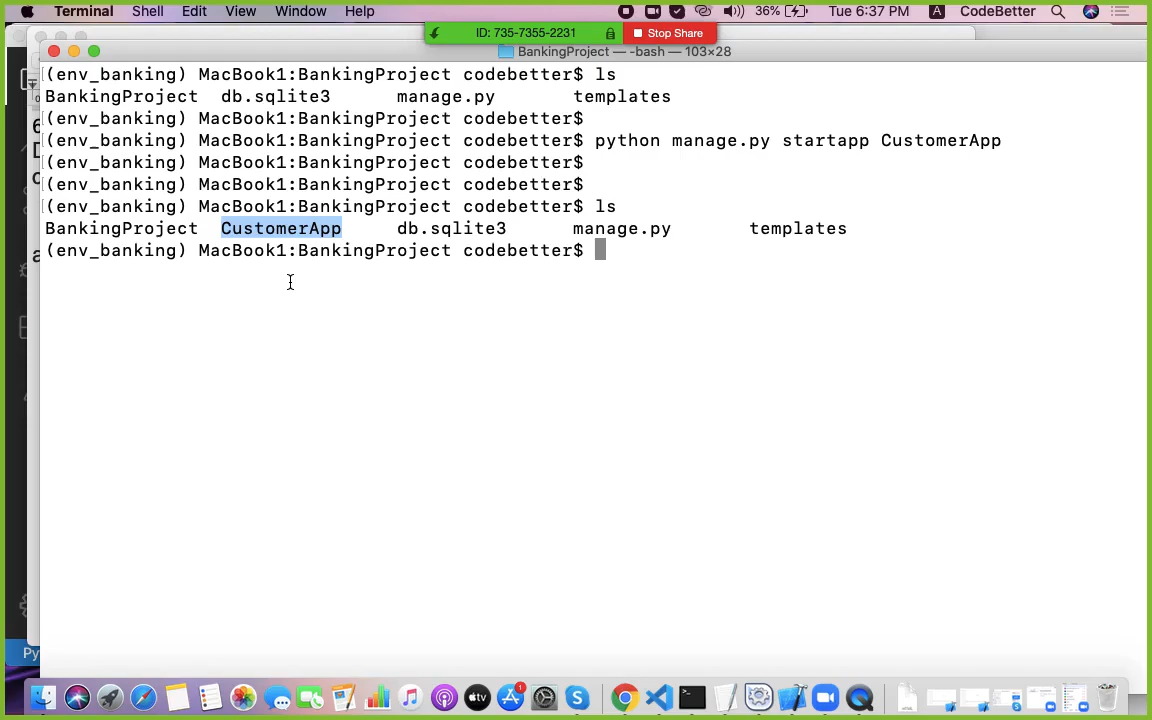 Terminal Shell Edit View Window Help 36% Tue 6:37 PM A CodeBetter
ID: 735-7355-2231 Stop Share
BankingProject — -bash — 103×28
(env_banking) MacBook1:BankingProject codebetter$ ls
BankingProject db.sqlite3 manage.py templates
(env_banking) MacBook1:BankingProject codebetter$
(env_banking) MacBook1:BankingProject codebetter$ python manage.py startapp CustomerApp
(env_banking) MacBook1:BankingProject codebetter$
(env_banking) MacBook1:BankingProject codebetter$
(env_banking) MacBook1:BankingProject codebetter$ ls
BankingProject CustomerApp db.sqlite3 manage.py templates
(env_banking) MacBook1:BankingProject codebetter$
Py
tv
1